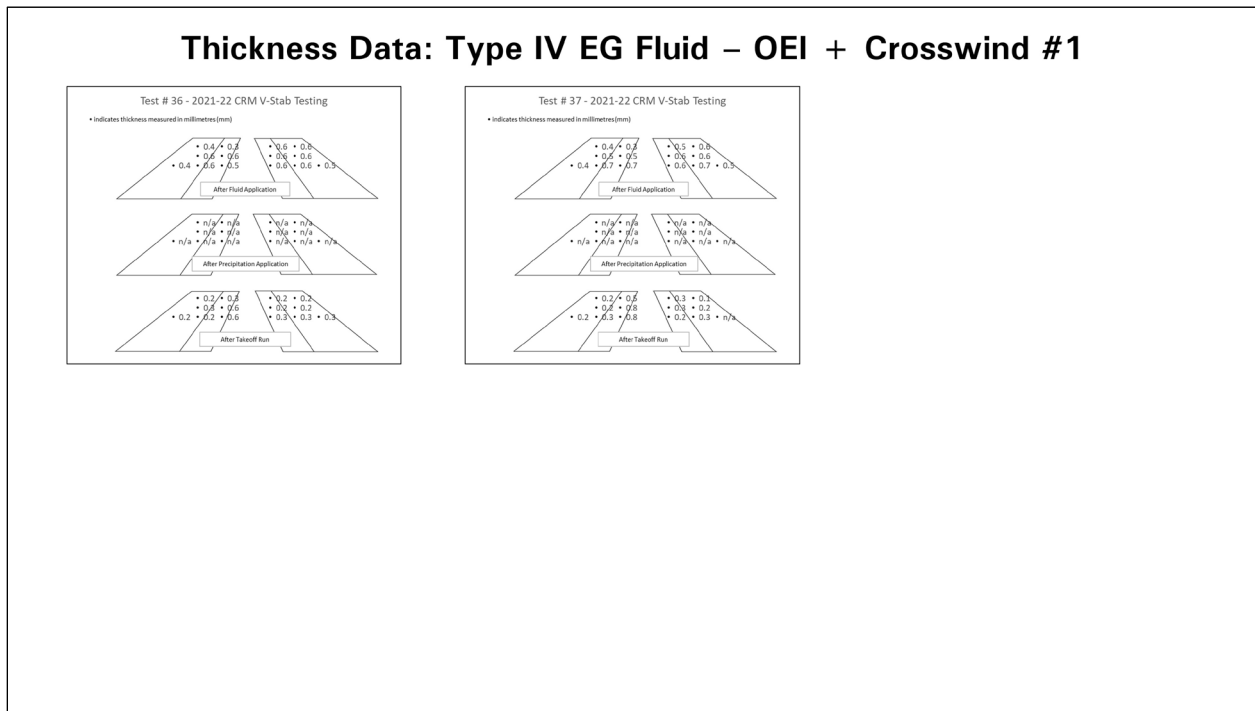 Thickness Data: Type IV EG Fluid – OEI + Crosswind #1
Test # 36 - 2021-22 CRM V-Stab Testing
• indicates thickness measured in millimetres (mm)
• 0.4 • 0.3 • 0.6 • 0.6
• 0.6 • 0.6 • 0.6 • 0.6
• 0.4 • 0.6 • 0.5 • 0.6 • 0.6 • 0.5
After Fluid Application
• n/a • n/a • n/a • n/a
• n/a • n/a • n/a • n/a
• n/a • n/a • n/a • n/a • n/a • n/a
After Precipitation Application
• 0.2 • 0.3 • 0.2 • 0.2
• 0.3 • 0.6 • 0.2 • 0.2
• 0.2 • 0.2 • 0.6 • 0.3 • 0.3 • 0.3
After Takeoff Run
Test # 37 - 2021-22 CRM V-Stab Testing
• indicates thickness measured in millimetres (mm)
• 0.4 • 0.3 • 0.5 • 0.6
• 0.5 • 0.5 • 0.6 • 0.6
• 0.4 • 0.7 • 0.7 • 0.6 • 0.7 • 0.5
After Fluid Application
• n/a • n/a • n/a • n/a
• n/a • n/a • n/a • n/a
• n/a • n/a • n/a • n/a • n/a • n/a
After Precipitation Application
• 0.2 • 0.5 • 0.3 • 0.1
• 0.2 • 0.8 • 0.3 • 0.2
• 0.2 • 0.3 • 0.8 • 0.2 • 0.3 • n/a
After Takeoff Run